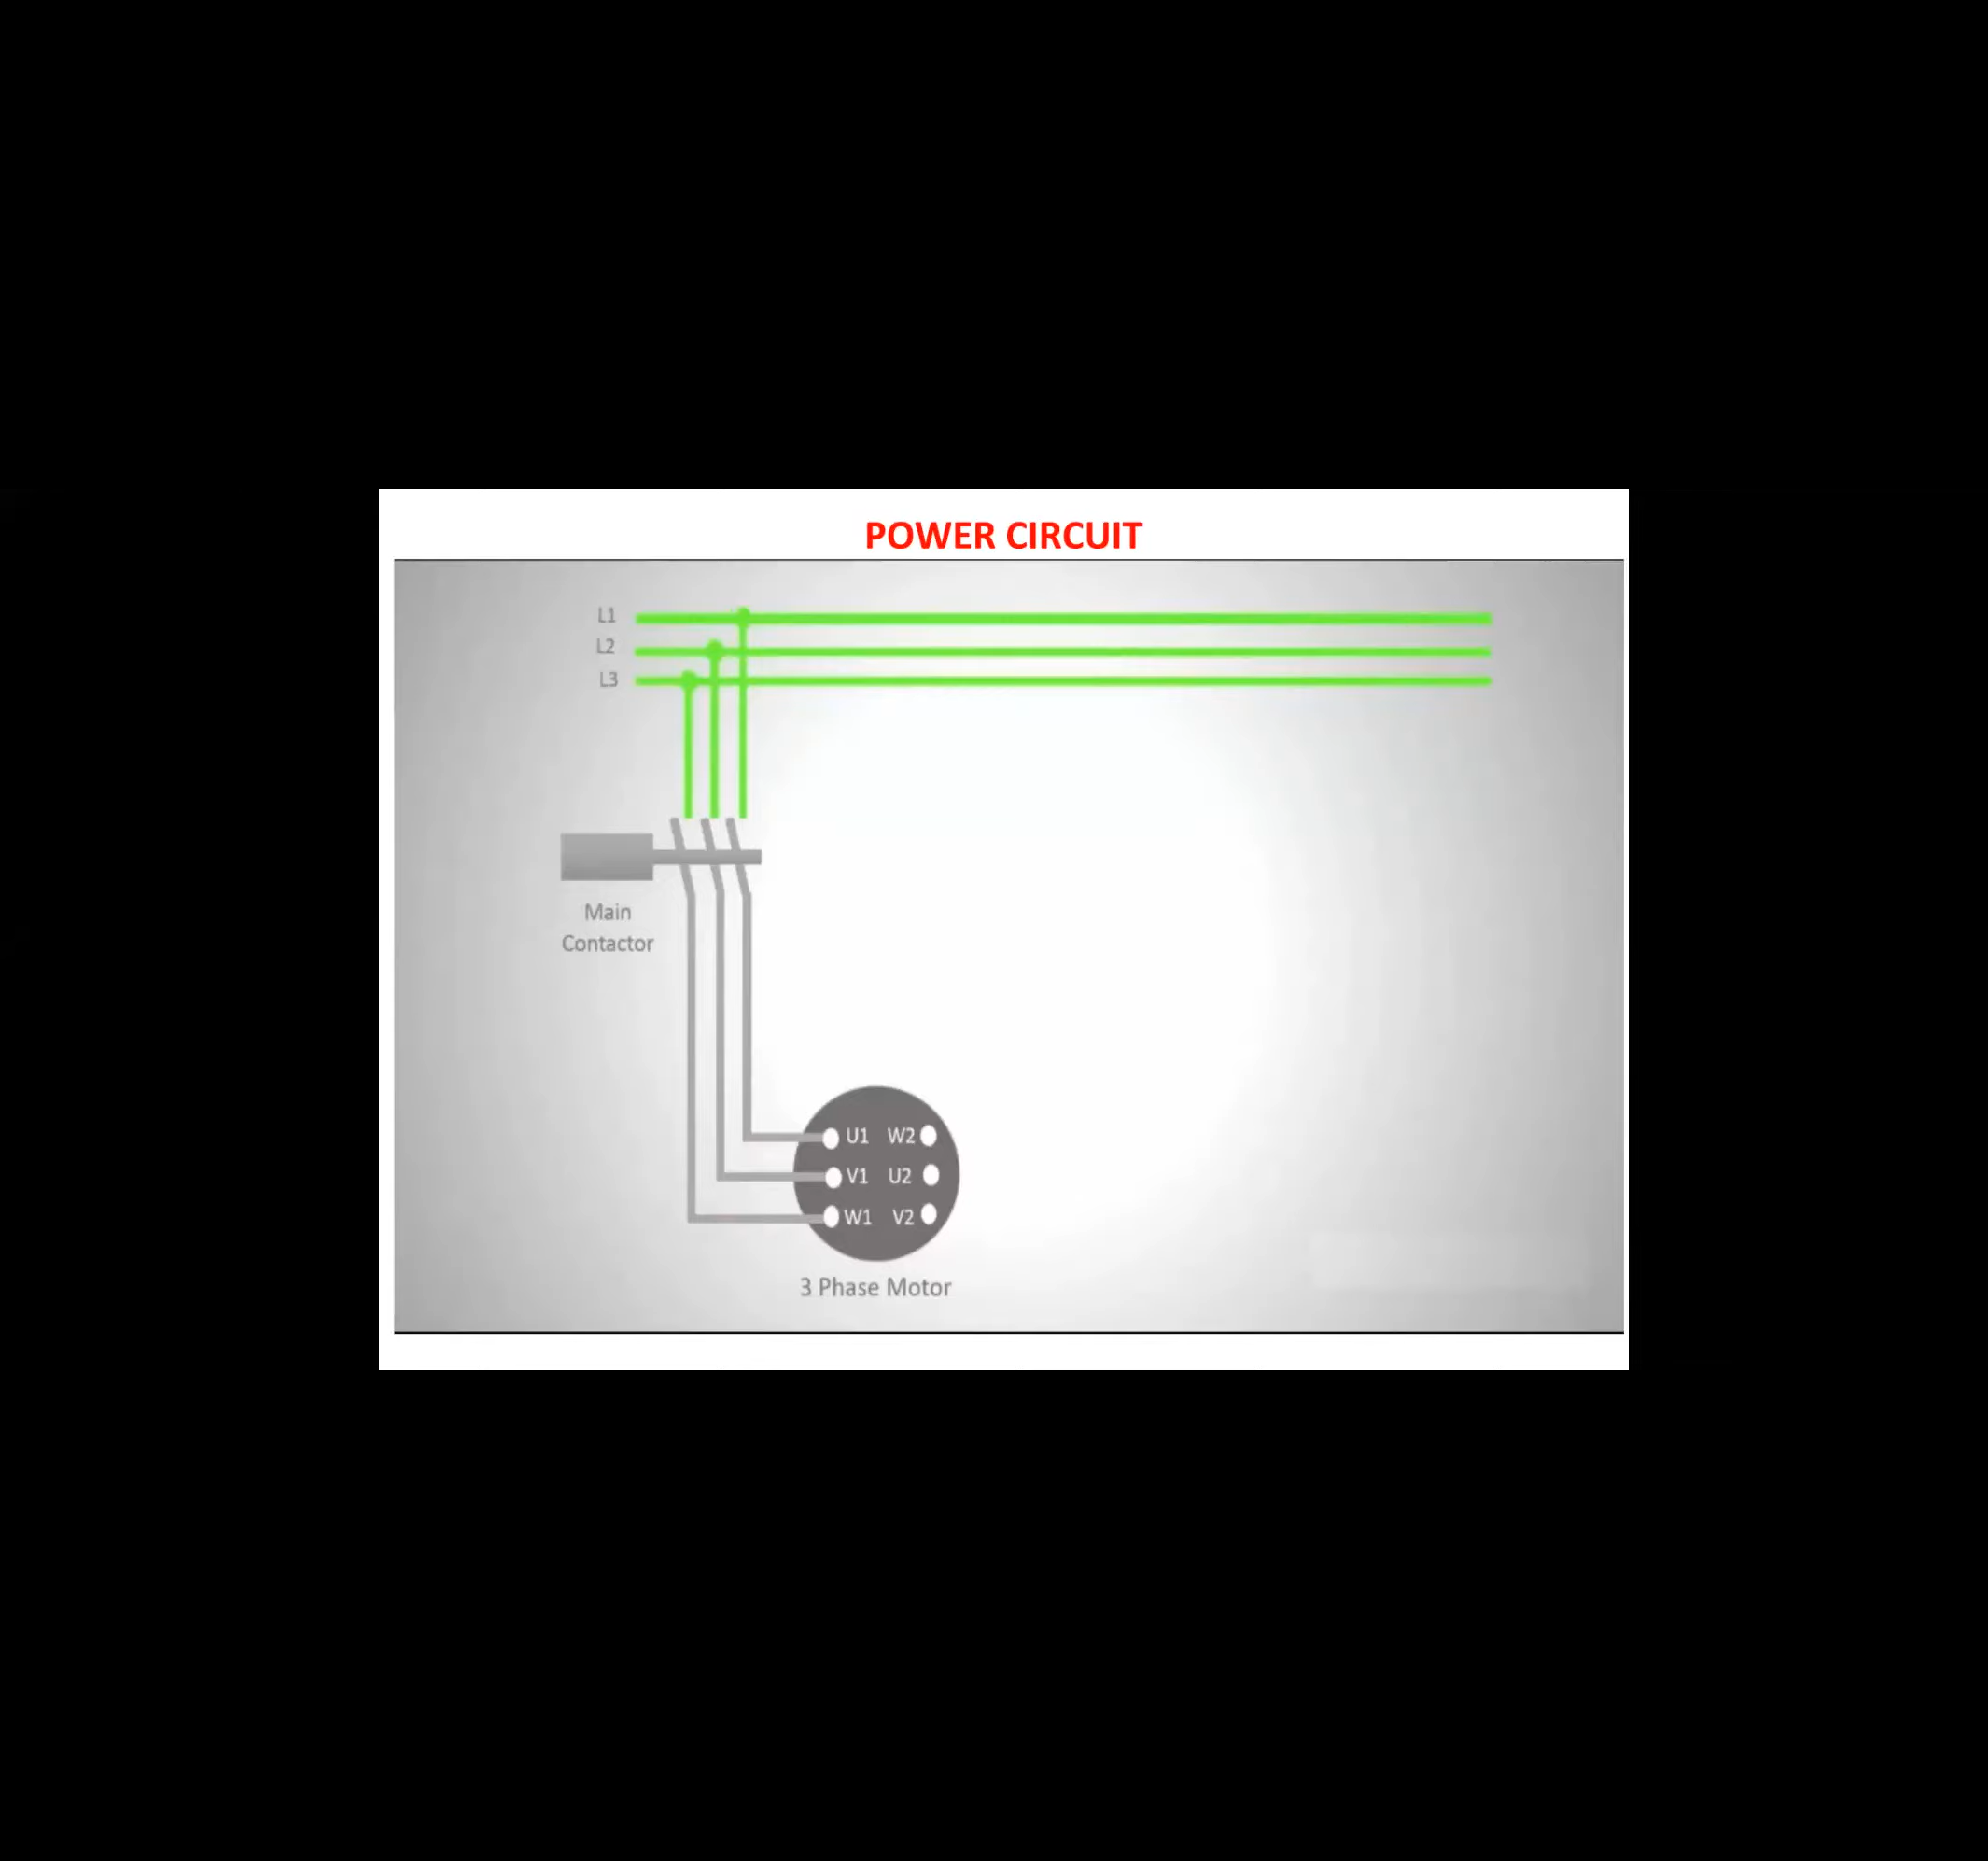 POWER CIRCUIT
L1
L2
L3
Main
Contactor
U1 W2
V1 U2
W1 V2
3 Phase Motor